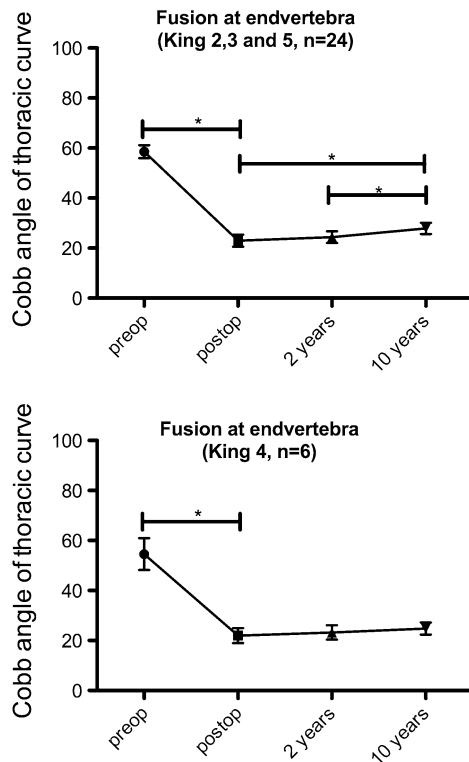 Fusion at endvertebra
(King 2,3 and 5, n=24)
Cobb angle of thoracic curve
100
80
60
40
20
0
*
*
*
preop
postop
2 years
10 years
Fusion at endvertebra
(King 4, n=6)
Cobb angle of thoracic curve
100
80
60
40
20
0
*
preop
postop
2 years
10 years